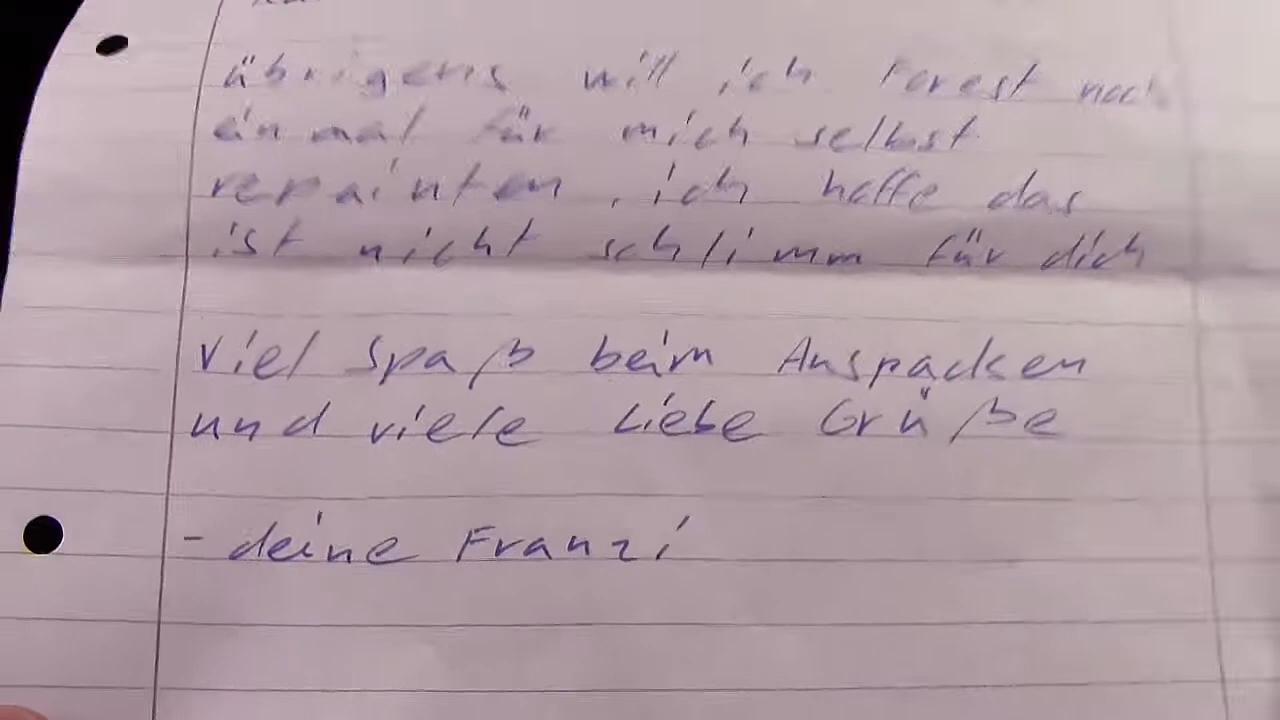 übrigens will ich Forest noch
einmal für mich selbst
repainten, ich hoffe das
ist nicht schlimm für dich
Viel Spaß beim Auspacken
und viele Liebe Grüße
- deine Franzi